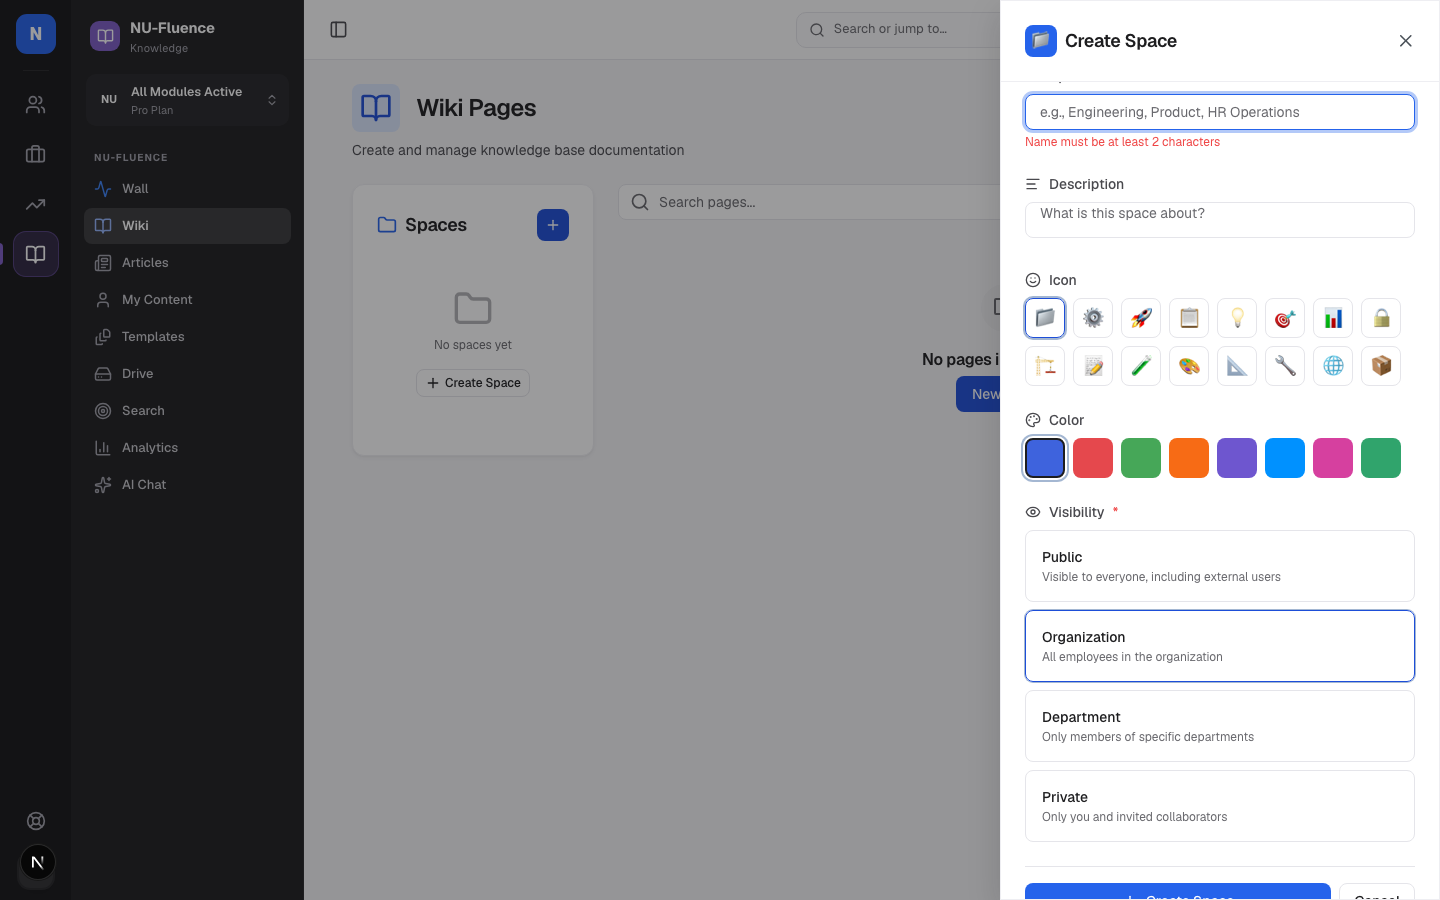 N
NU-Fluence
Knowledge
NU
All Modules Active
Pro Plan
NU-FLUENCE
Wall
Wiki
Articles
My Content
Templates
Drive
Search
Analytics
AI Chat
N
Search or jump to...
Wiki Pages
Create and manage knowledge base documentation
Spaces
No spaces yet
Create Space
Search pages...
No pages i
New
Create Space
e.g., Engineering, Product, HR Operations
Name must be at least 2 characters
Description
What is this space about?
Icon
Color
Visibility *
Public
Visible to everyone, including external users
Organization
All employees in the organization
Department
Only members of specific departments
Private
Only you and invited collaborators
Create Space
Cancel